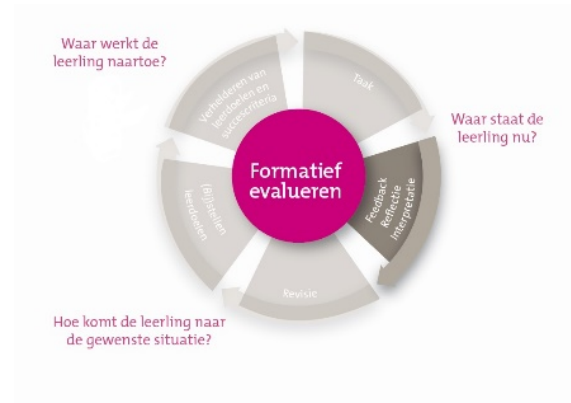 Waar werkt de
leerling naartoe?
Verhelderen van
leerdoelen en
succescriteria
Taak
Waar staat de
leerling nu?
Formatief
evalueren
Feedback
Reflectie
Interpretatie
(Bij)stellen
leerdoelen
Revisie
Hoe komt de leerling naar
de gewenste situatie?